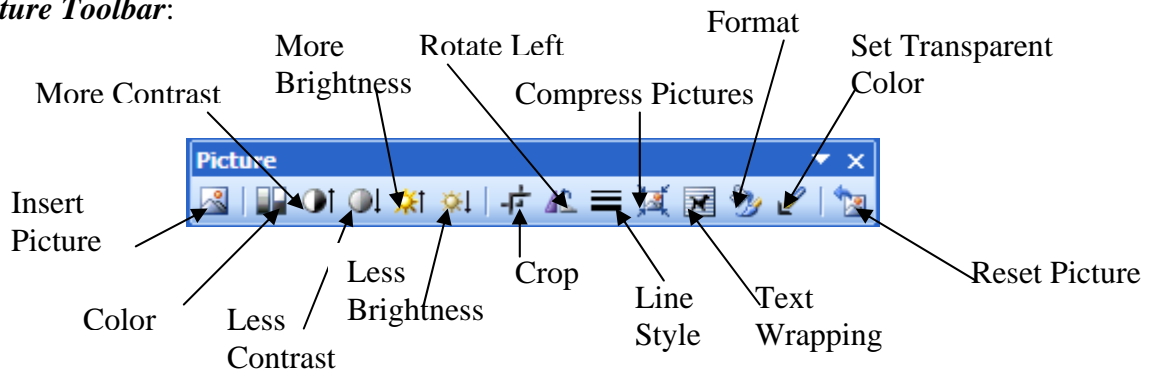 ture Toolbar:
Format
More
Brightness
Rotate Left
Set Transparent
Color
More Contrast
Compress Pictures
Picture
Insert
Picture
Less
Brightness
Crop
Reset Picture
Color
Less
Contrast
Line
Style
Text
Wrapping